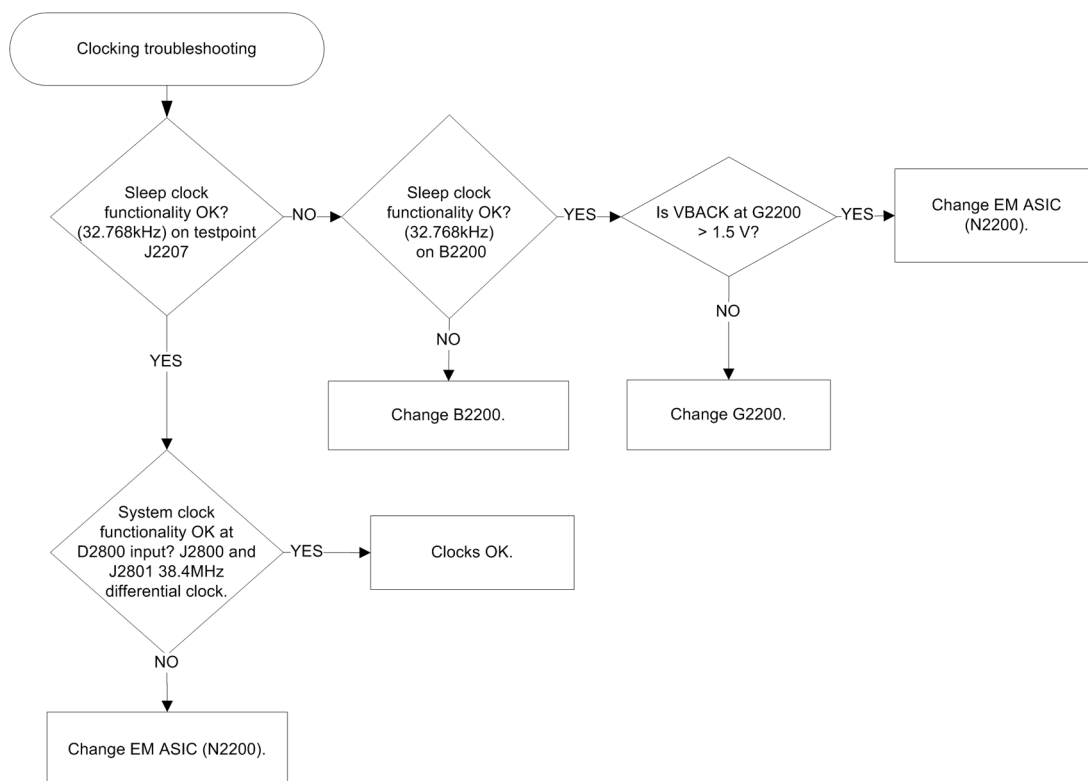 Clocking troubleshooting
Sleep clock
functionality OK?
(32.768kHz) on testpoint
J2207
NO
Sleep clock
functionality OK?
(32.768kHz)
on B2200
YES
Is VBACK at G2200
> 1.5 V?
YES
Change EM ASIC
(N2200).
NO
Change B2200.
NO
Change G2200.
YES
System clock
functionality OK at
D2800 input? J2800 and
J2801 38.4MHz
differential clock.
YES
Clocks OK.
NO
Change EM ASIC (N2200).